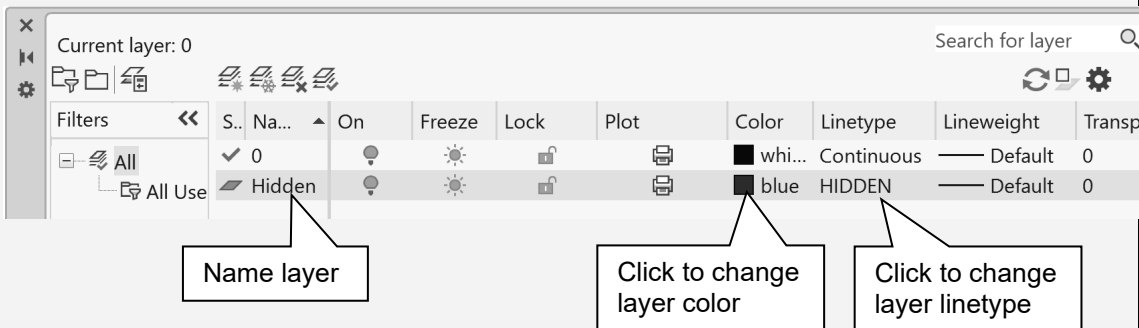 Current layer: 0
Search for layer
Filters
S.. Na... On Freeze Lock Plot Color Linetype Lineweight Transp
All
0 whi... Continuous Default 0
All Use
Hidden blue HIDDEN Default 0
Name layer
Click to change
layer color
Click to change
layer linetype